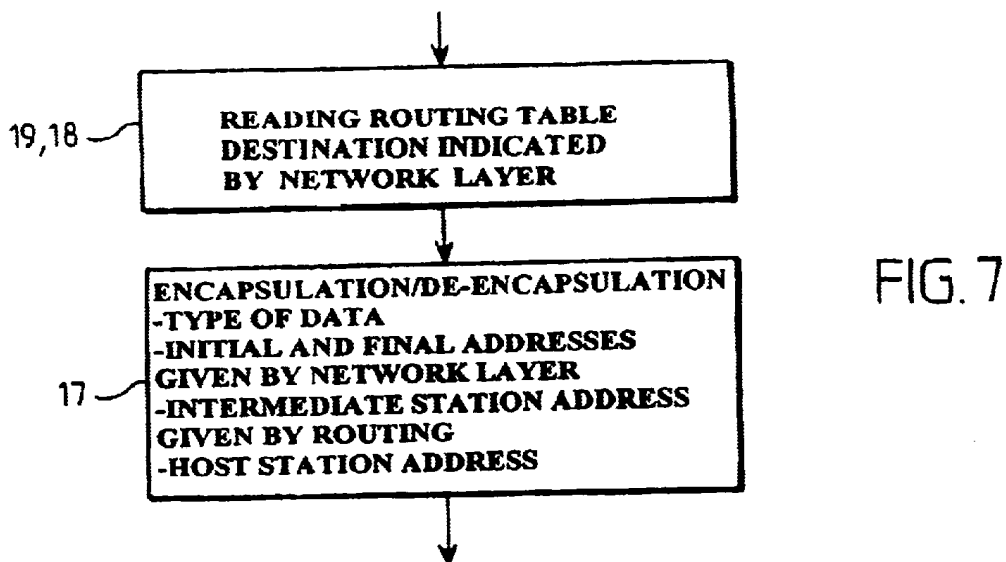 19,18
READING ROUTING TABLE
DESTINATION INDICATED
BY NETWORK LAYER
ENCAPSULATION/DE-ENCAPSULATION
-TYPE OF DATA
-INITIAL AND FINAL ADDRESSES
GIVEN BY NETWORK LAYER
-INTERMEDIATE STATION ADDRESS
GIVEN BY ROUTING
-HOST STATION ADDRESS
17
FIG. 7